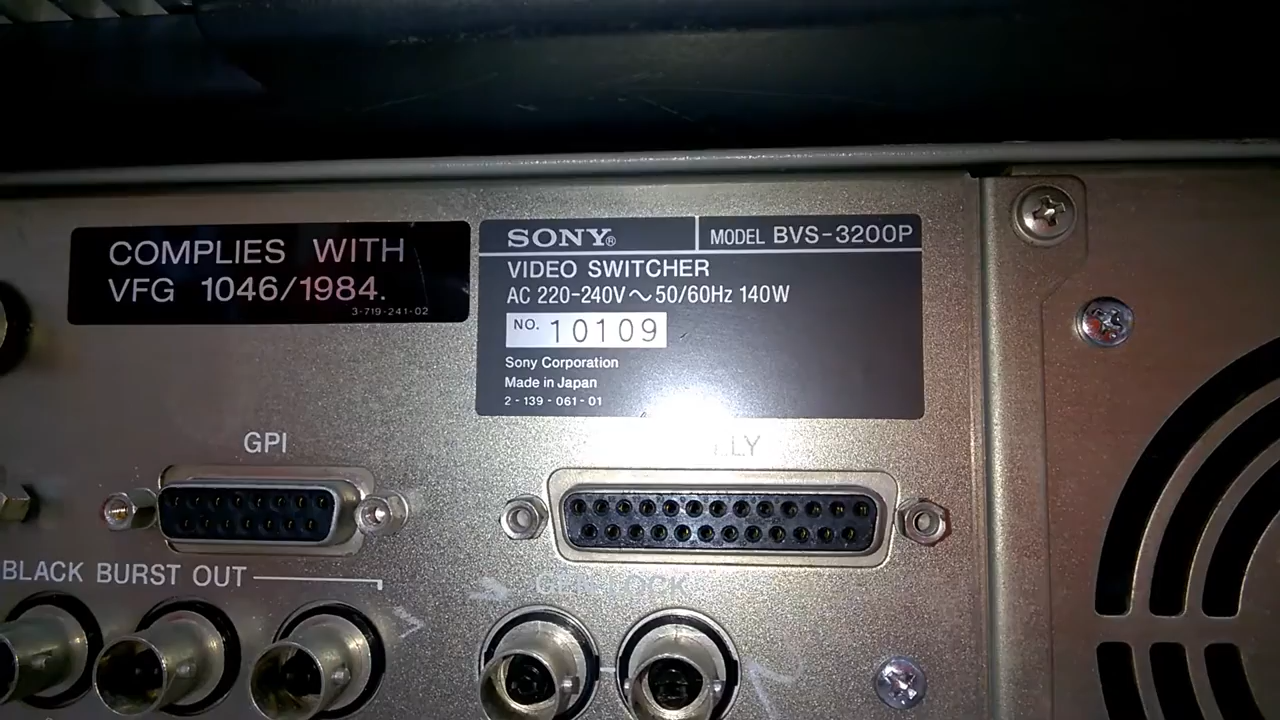 COMPLIES WITH
VFG 1046/1984.
3-719-241-02
SONY®
MODEL BVS-3200P
VIDEO SWITCHER
AC 220-240V～50/60Hz 140W
NO. 10109
Sony Corporation
Made in Japan
2-139-061-01
GPI
BLACK BURST OUT